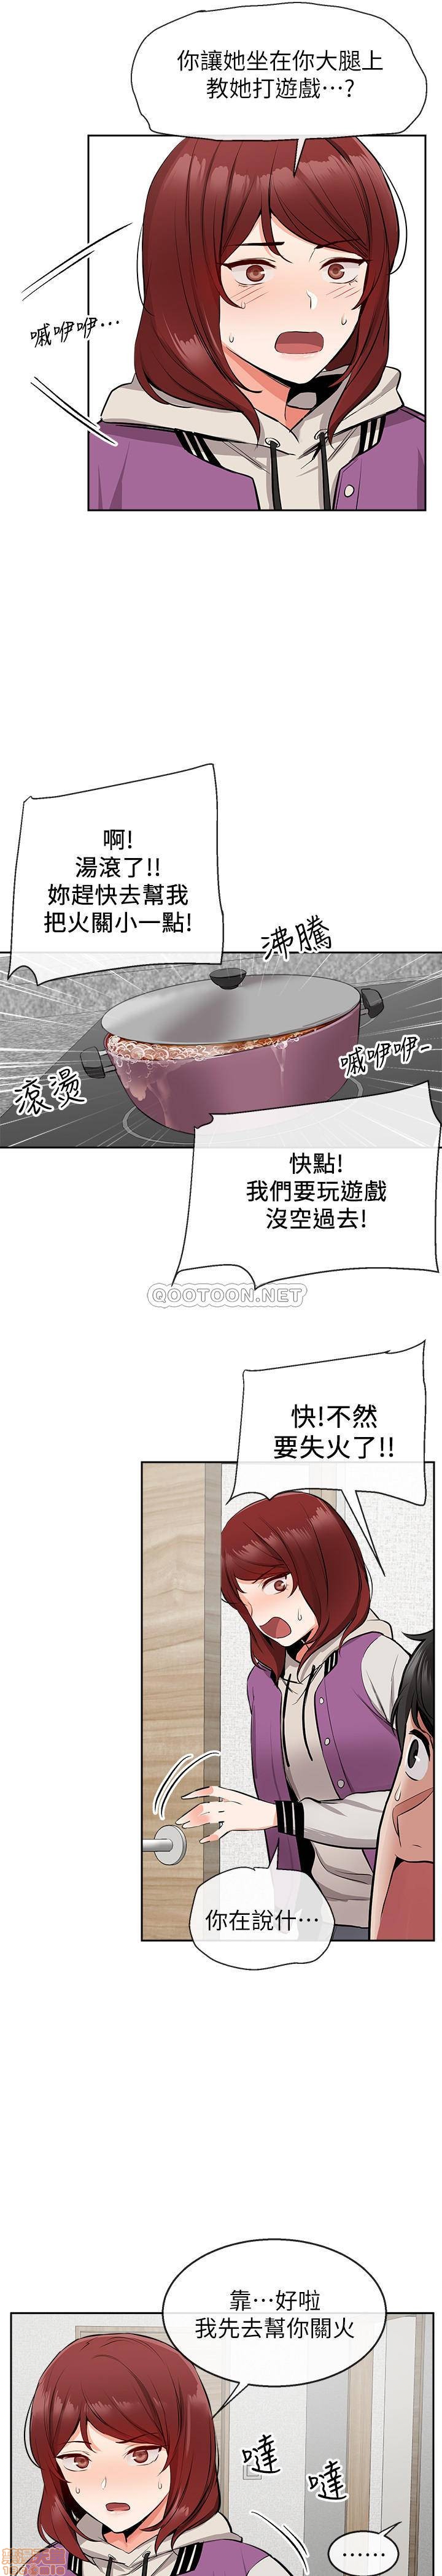 你讓她坐在你大腿上
教她打遊戲…?
嘁咿咿…
啊!
湯滾了!!
妳趕快去幫我
把火關小一點!
沸騰
嘁咿咿-
滾燙
快點!
我們要玩遊戲
沒空過去!
QOOTOON.NET
快!不然
要失火了!!
你在說什…
靠…好啦
我先去幫你關火
噠
噠
……